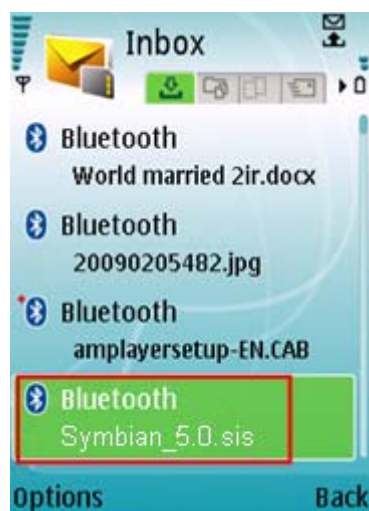 Inbox
Bluetooth
World married 2ir.docx
Bluetooth
20090205482.jpg
Bluetooth
amplayersetup-EN.CAB
Bluetooth
Symbian_5.0.sis
Options Back